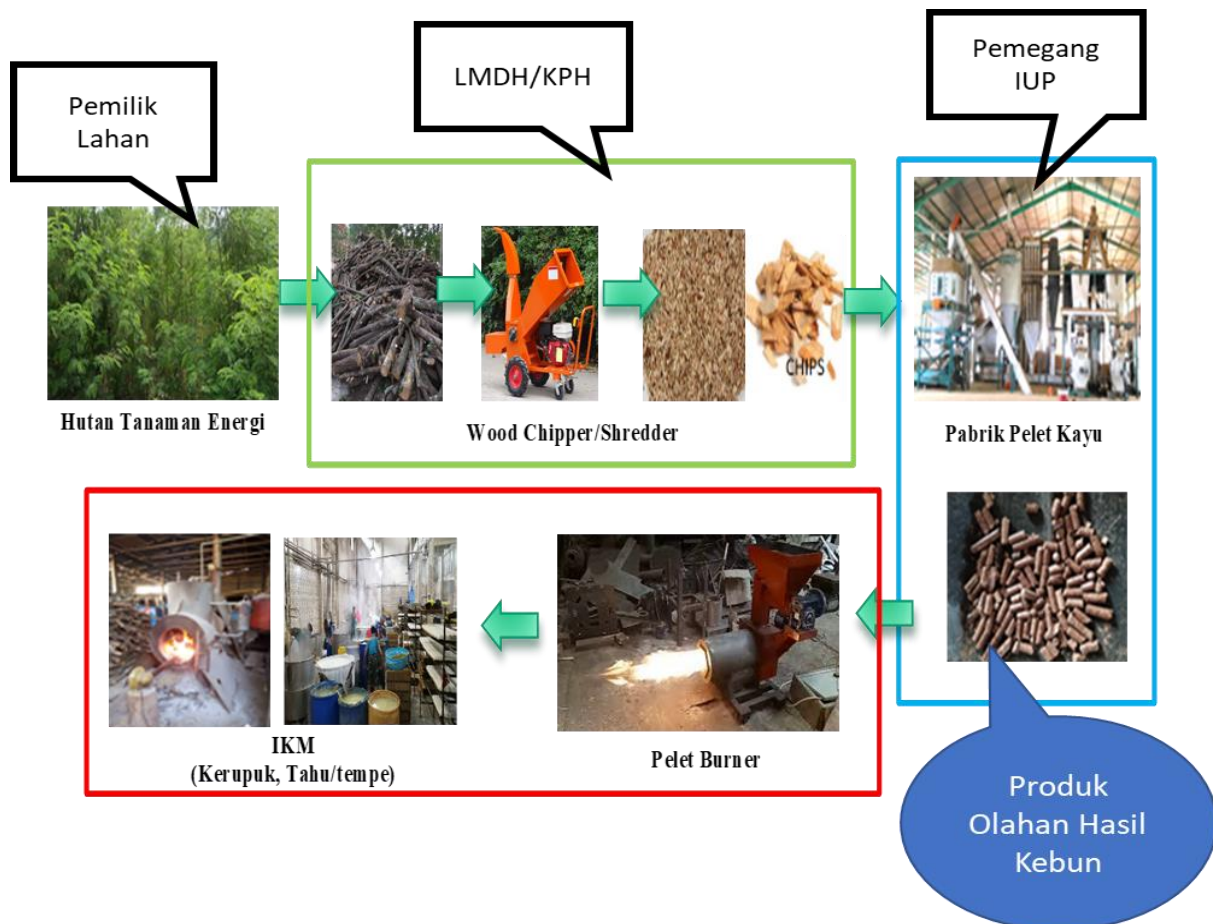 Pemilik
Lahan
LMDH/KPH
Pemegang
IUP
Hutan Tanaman Energi
CHIPS
Wood Chipper/Shredder
Pabrik Pelet Kayu
IKM
(Kerupuk, Tahu/tempe)
Pelet Burner
Produk
Olahan Hasil
Kebun